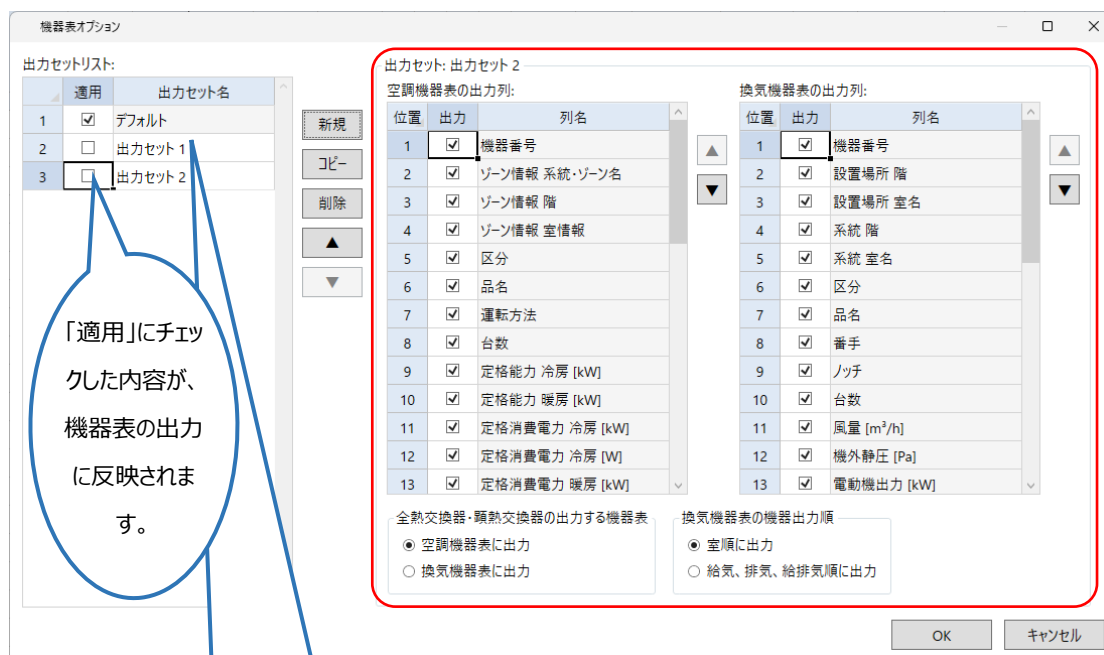 機器表オプション
出力セットリスト:
適用 出力セット名
1 デフォルト
2 出力セット 1
3 出力セット 2
新規
コピー
削除
▲
▼
「適用」にチェッ
クした内容が、
機器表の出力
に反映されま
す。
出力セット: 出力セット 2
空調機器表の出力列:
位置 出力 列名
1 機器番号
2 ゾーン情報 系統・ゾーン名
3 ゾーン情報 階
4 ゾーン情報 室情報
5 区分
6 品名
7 運転方法
8 台数
9 定格能力 冷房 [kW]
10 定格能力 暖房 [kW]
11 定格消費電力 冷房 [kW]
12 定格消費電力 冷房 [W]
13 定格消費電力 暖房 [kW]
▲
▼
換気機器表の出力列:
位置 出力 列名
1 機器番号
2 設置場所 階
3 設置場所 室名
4 系統 階
5 系統 室名
6 区分
7 品名
8 番手
9 ノッチ
10 台数
11 風量 [m³/h]
12 機外静圧 [Pa]
13 電動機出力 [kW]
▲
▼
全熱交換器・顕熱交換器の出力する機器表
空調機器表に出力
換気機器表に出力
換気機器表の機器出力順
室順に出力
給気、排気、給排気順に出力
OK
キャンセル